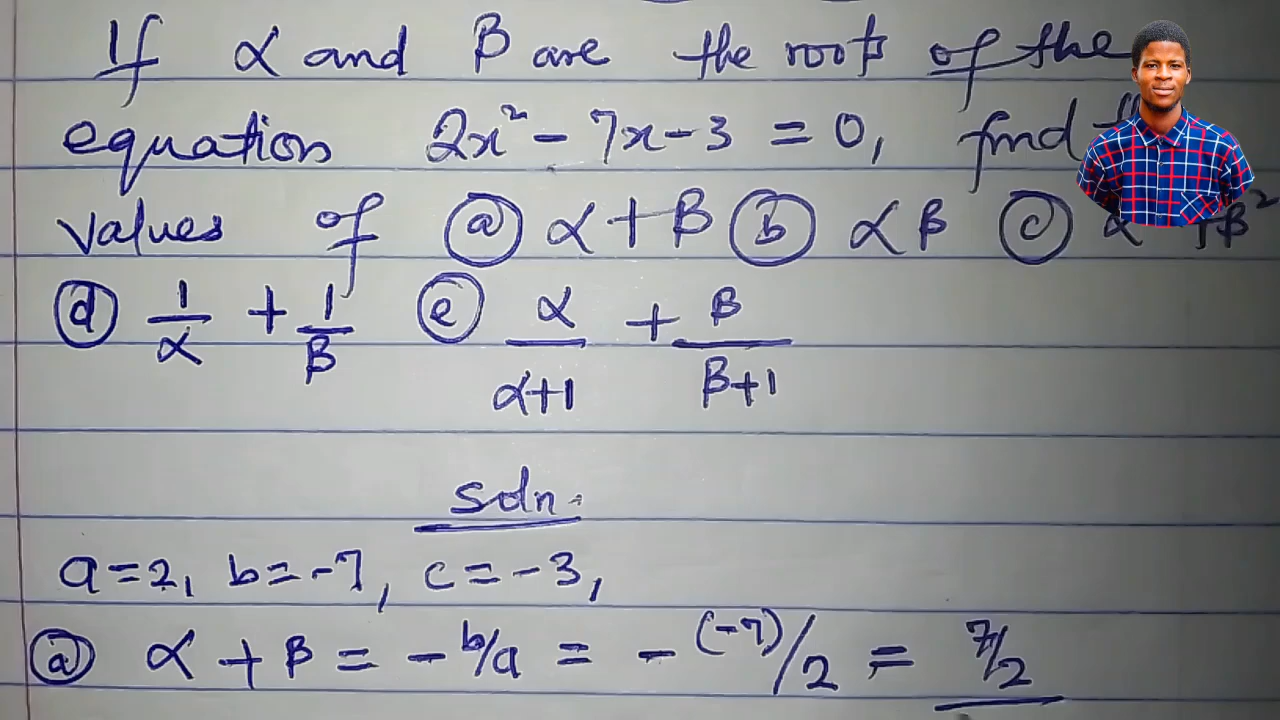 If α and β are the roots of the
equation 2x² - 7x - 3 = 0, find
values of (a) α + β (b) α β (c) α + β²
(d) 1/α + 1/β (e) α/(α+1) + β/(β+1)
Soln.
a = 2, b = -7, c = -3,
(a) α + β = - b/a = - (-7)/2 = 7/2